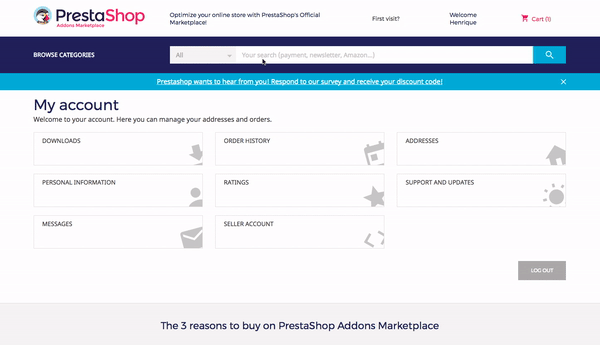 PrestaShop
Addons Marketplace
Optimize your online store with PrestaShop's Official
Marketplace!
First visit?
Welcome
Henrique
Cart (1)
BROWSE CATEGORIES
All
Your search (payment, newsletter, Amazon...)
Prestashop wants to hear from you! Respond to our survey and receive your discount code!
My account
Welcome to your account. Here you can manage your addresses and orders.
DOWNLOADS
ORDER HISTORY
ADDRESSES
PERSONAL INFORMATION
RATINGS
SUPPORT AND UPDATES
MESSAGES
SELLER ACCOUNT
LOG OUT
The 3 reasons to buy on PrestaShop Addons Marketplace